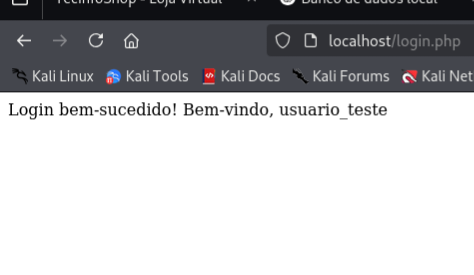 TecInfoShop - Loja Virtual
Banco de dados local
localhost/login.php
Kali Linux Kali Tools Kali Docs Kali Forums Kali Net
Login bem-sucedido! Bem-vindo, usuario_teste